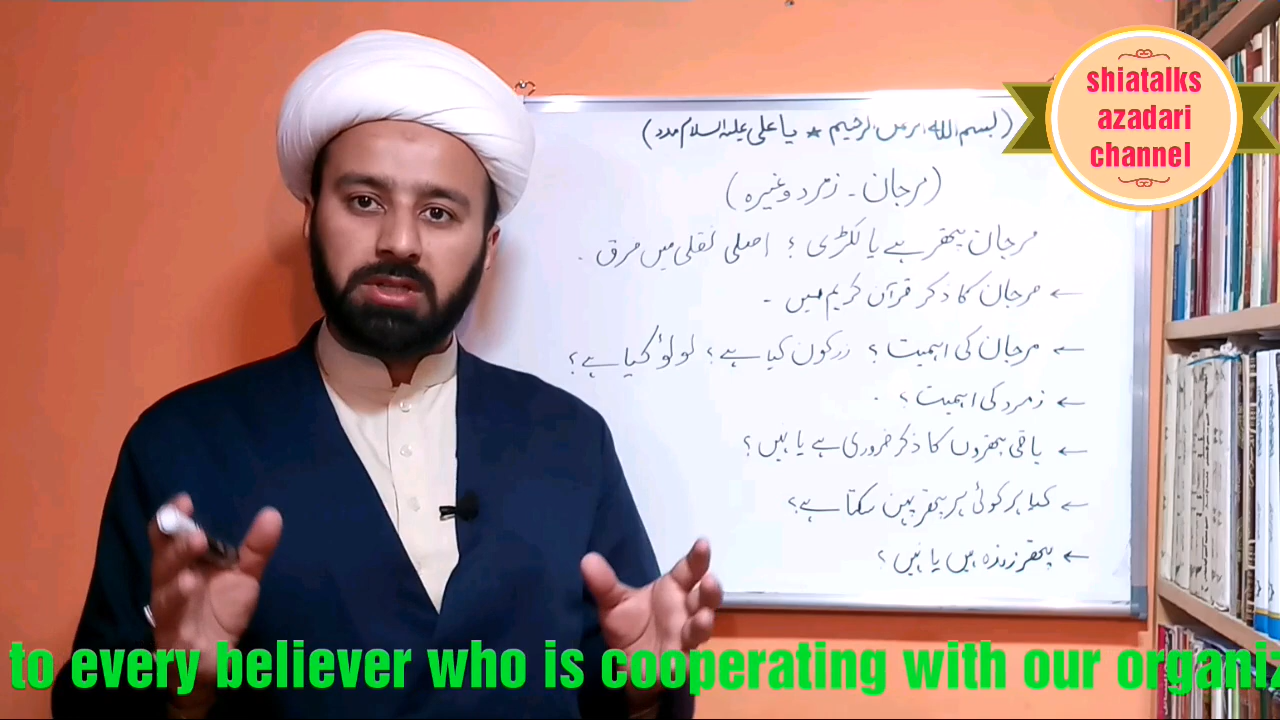 (بسم اللہ الرحمن الرحیم ★ یا علی علیہ السلام مدد)
(مرجان - زمرد وغیرہ)
مرجان پتھر ہے یا لکڑی ؟ اصلی نقلی میں فرق .
← مرجان کا ذکر قرآن کریم میں -
← مرجان کی اہمیت ؟ زرکون کیا ہے ؟ لولؤ کیا ہے ؟
← زمرد کی اہمیت ؟ .
← باقی پتھروں کا ذکر ضروری ہے یا نہیں ؟
← کیا ہر کوئی ہر پتھر پہن سکتا ہے ؟
← پتھر زندہ ہیں یا نہیں ؟
shiatalks
azadari
channel
to every believer who is cooperating with our organiz